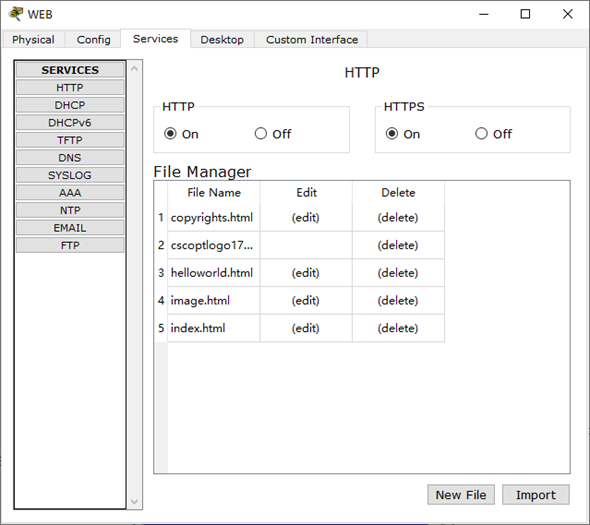 WEB
Physical Config Services Desktop Custom Interface
SERVICES
HTTP
DHCP
DHCPv6
TFTP
DNS
SYSLOG
AAA
NTP
EMAIL
FTP
HTTP
HTTP HTTPS
On Off On Off
File Manager
File Name Edit Delete
1 copyrights.html (edit) (delete)
2 cscoptlogo17... (delete)
3 helloworld.html (edit) (delete)
4 image.html (edit) (delete)
5 index.html (edit) (delete)
New File Import